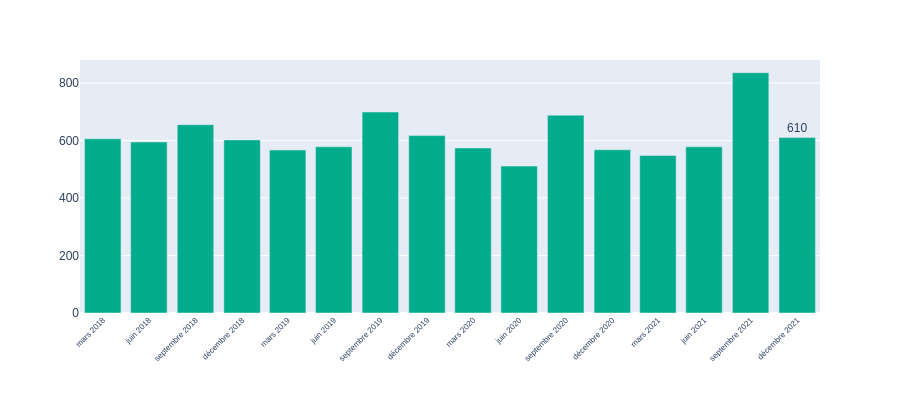 800
600
400
200
0
610
mars 2018
juin 2018
septembre 2018
décembre 2018
mars 2019
juin 2019
septembre 2019
décembre 2019
mars 2020
juin 2020
septembre 2020
décembre 2020
mars 2021
juin 2021
septembre 2021
décembre 2021